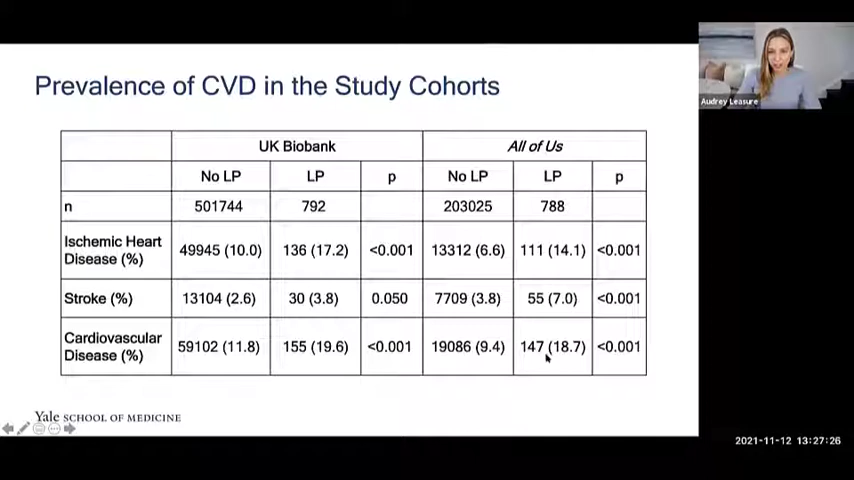 Prevalence of CVD in the Study Cohorts
Audrey Leasure
UK Biobank All of Us
No LP LP p No LP LP p
n 501744 792 203025 788
Ischemic Heart
Disease (%) 49945 (10.0) 136 (17.2) <0.001 13312 (6.6) 111 (14.1) <0.001
Stroke (%) 13104 (2.6) 30 (3.8) 0.050 7709 (3.8) 55 (7.0) <0.001
Cardiovascular
Disease (%) 59102 (11.8) 155 (19.6) <0.001 19086 (9.4) 147 (18.7) <0.001
Yale SCHOOL OF MEDICINE
2021-11-12 13:27:26